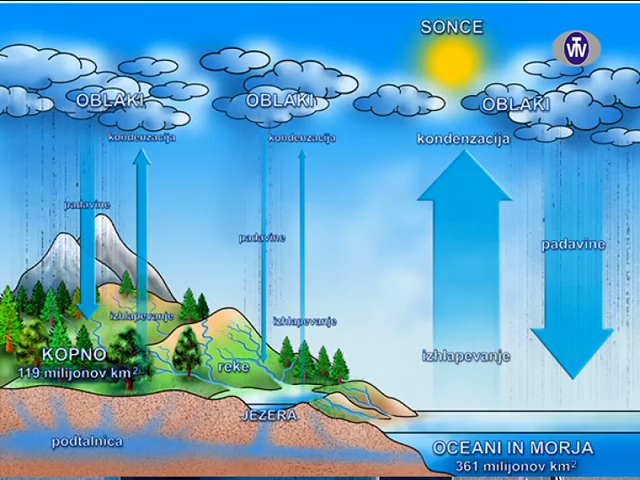 SONCE
VTV
OBLAKI
OBLAKI
OBLAKI
kondenzacija
kondenzacija
kondenzacija
padavine
padavine
padavine
izhlapevanje
izhlapevanje
izhlapevanje
KOPNO
119 milijonov km²
reke
JEZERA
podtalnica
OCEANI IN MORJA
361 milijonov km²